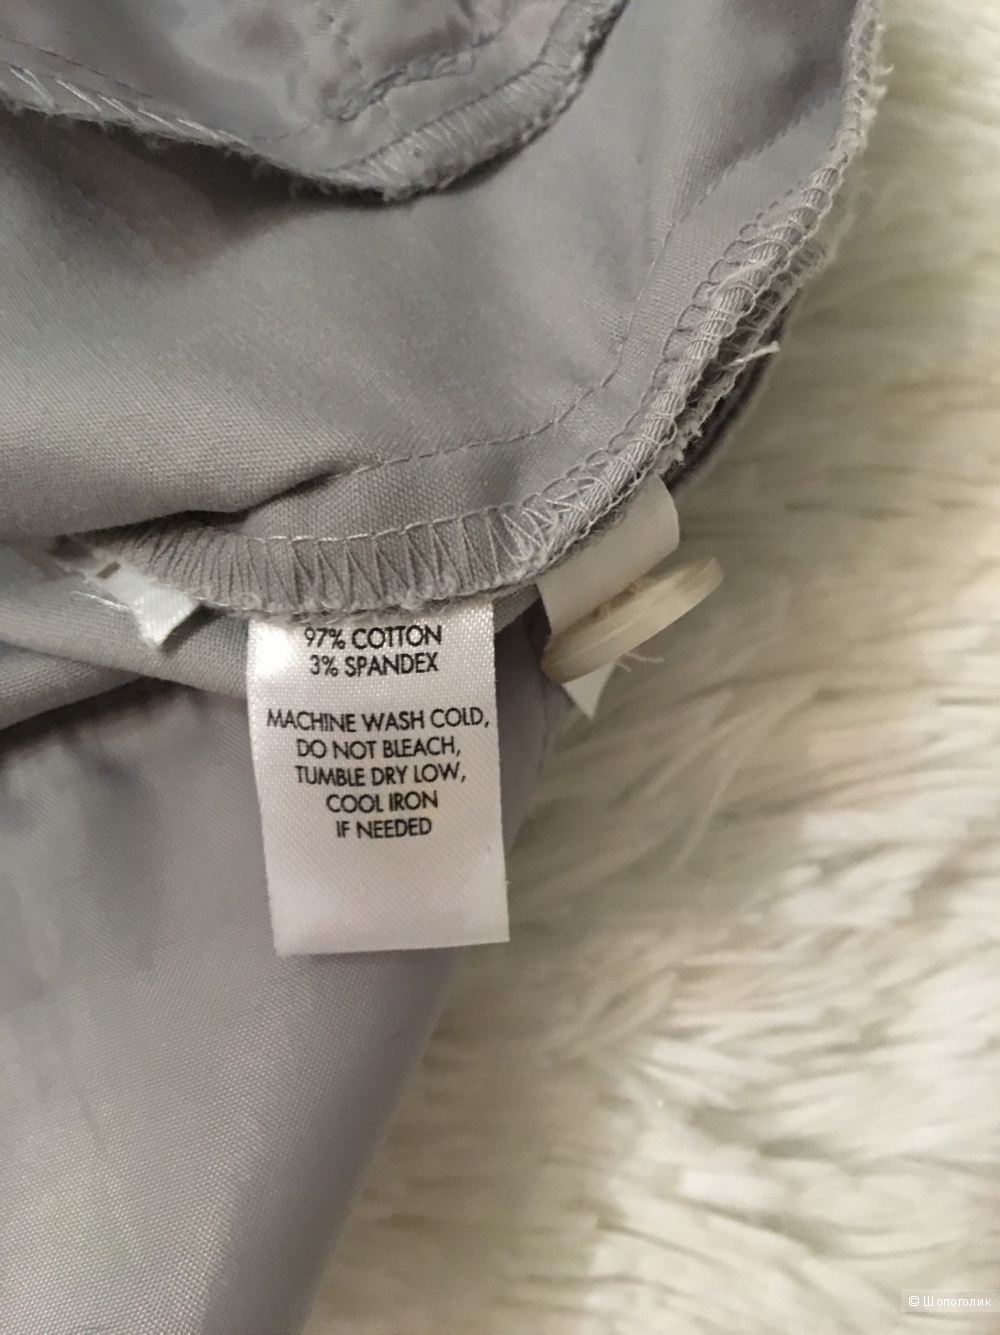 97% COTTON
3% SPANDEX
MACHINE WASH COLD,
DO NOT BLEACH,
TUMBLE DRY LOW,
COOL IRON
IF NEEDED
© Шопоголик